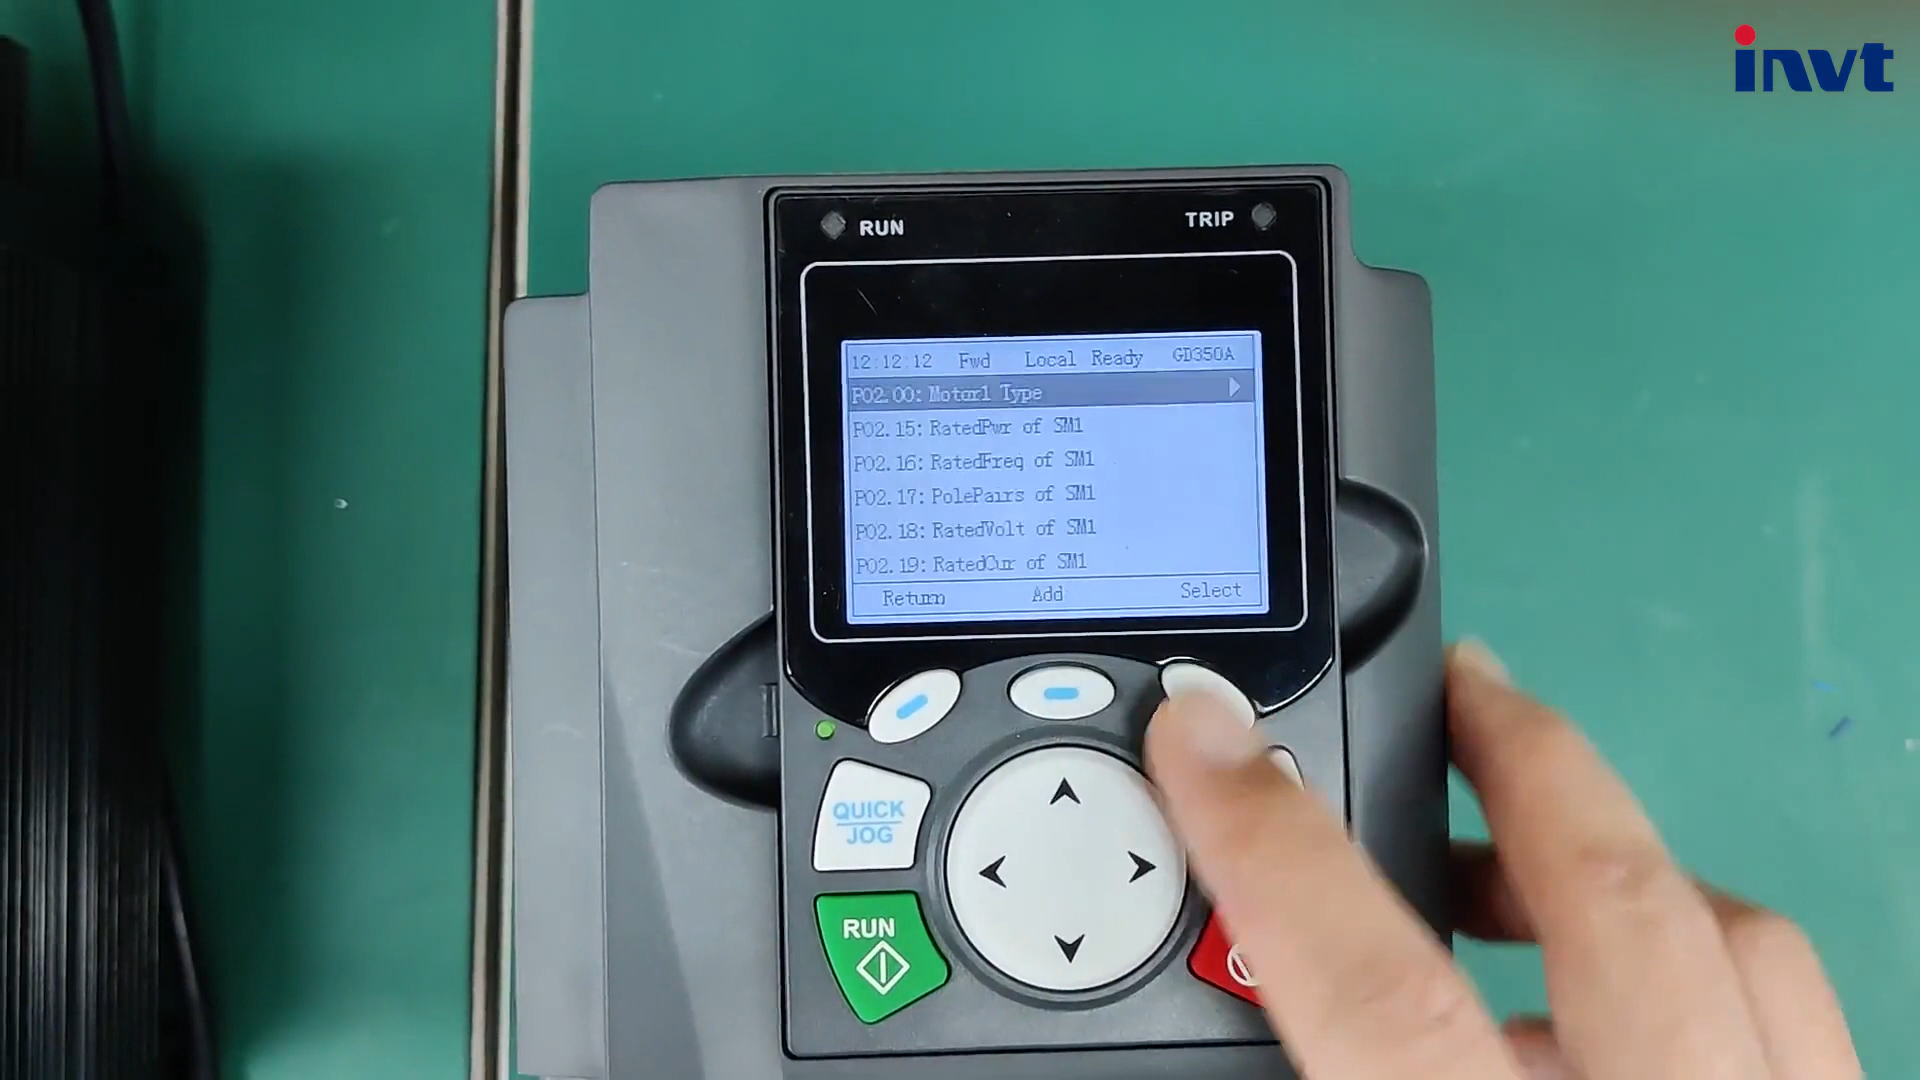 invt
RUN
TRIP
12:12:12 Fwd Local Ready GD350A
P02.00: Motor1 Type
P02.15: RatedPwr of SM1
P02.16: RatedFreq of SM1
P02.17: PolePairs of SM1
P02.18: RatedVolt of SM1
P02.19: RatedCur of SM1
Return Add Select
QUICK
JOG
RUN